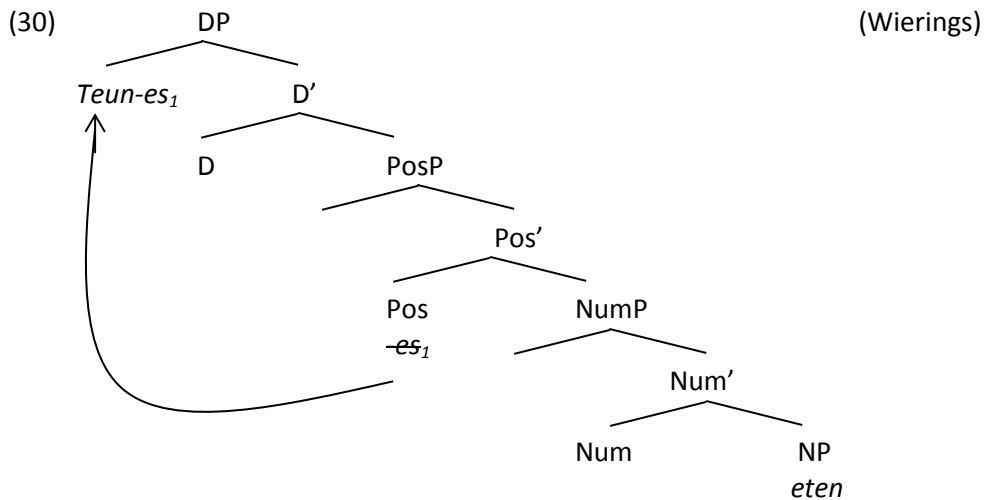 (30) DP (Wierings)
Teun-es₁ D’
D PosP
Pos’
Pos NumP
es₁
Num’
Num NP
eten